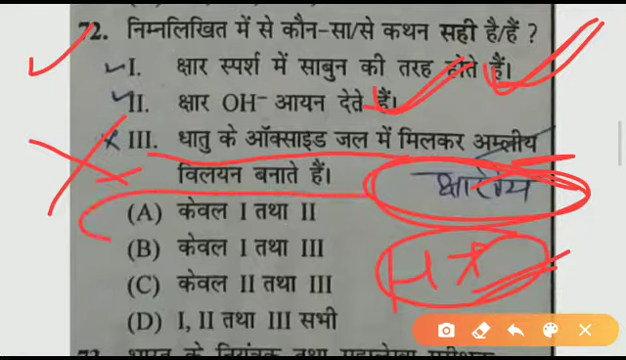 72. निम्नलिखित में से कौन-सा/से कथन सही है/हैं ?
I. क्षार स्पर्श में साबुन की तरह होते हैं।
II. क्षार OH⁻ आयन देते हैं।
III. धातु के ऑक्साइड जल में मिलकर अम्लीय
विलयन बनाते हैं।
क्षारीय
(A) केवल I तथा II
(B) केवल I तथा III
(C) केवल II तथा III
(D) I, II तथा III सभी